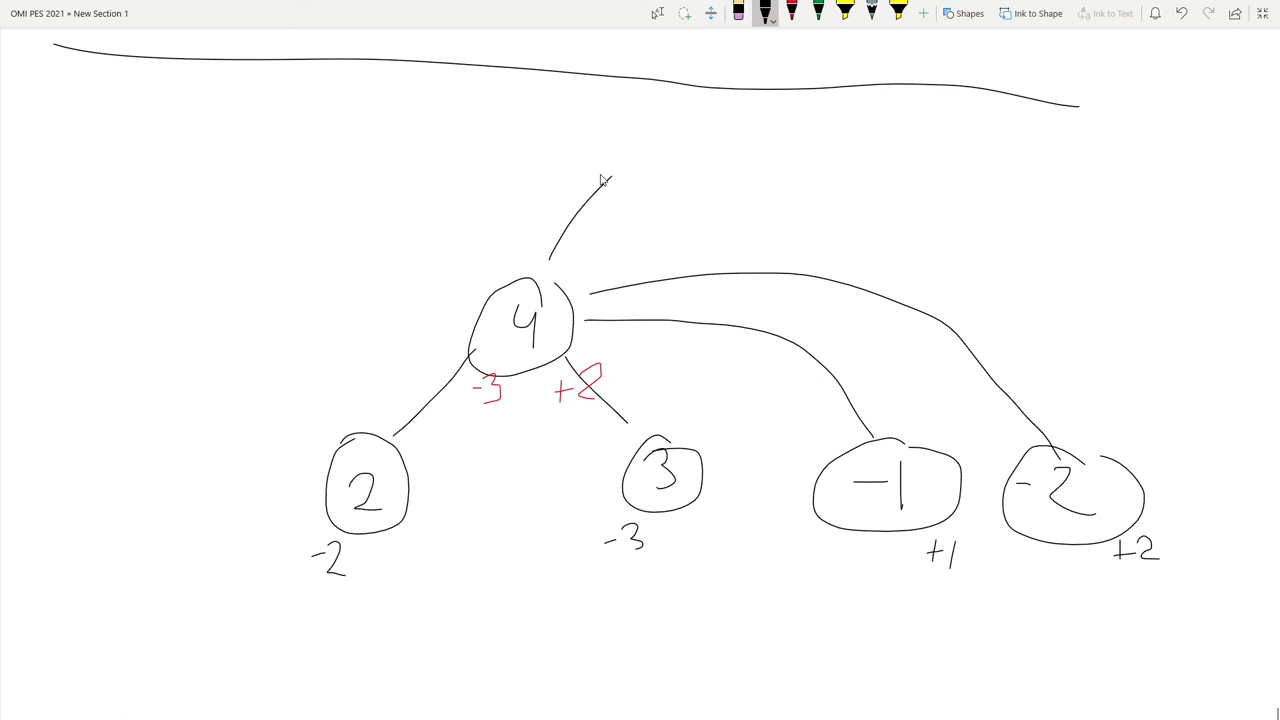 OMI PES 2021 » New Section 1
Shapes
Ink to Shape
Ink to Text
4
-3 +2
2 3 -1 -2
-2 -3 +1 +2